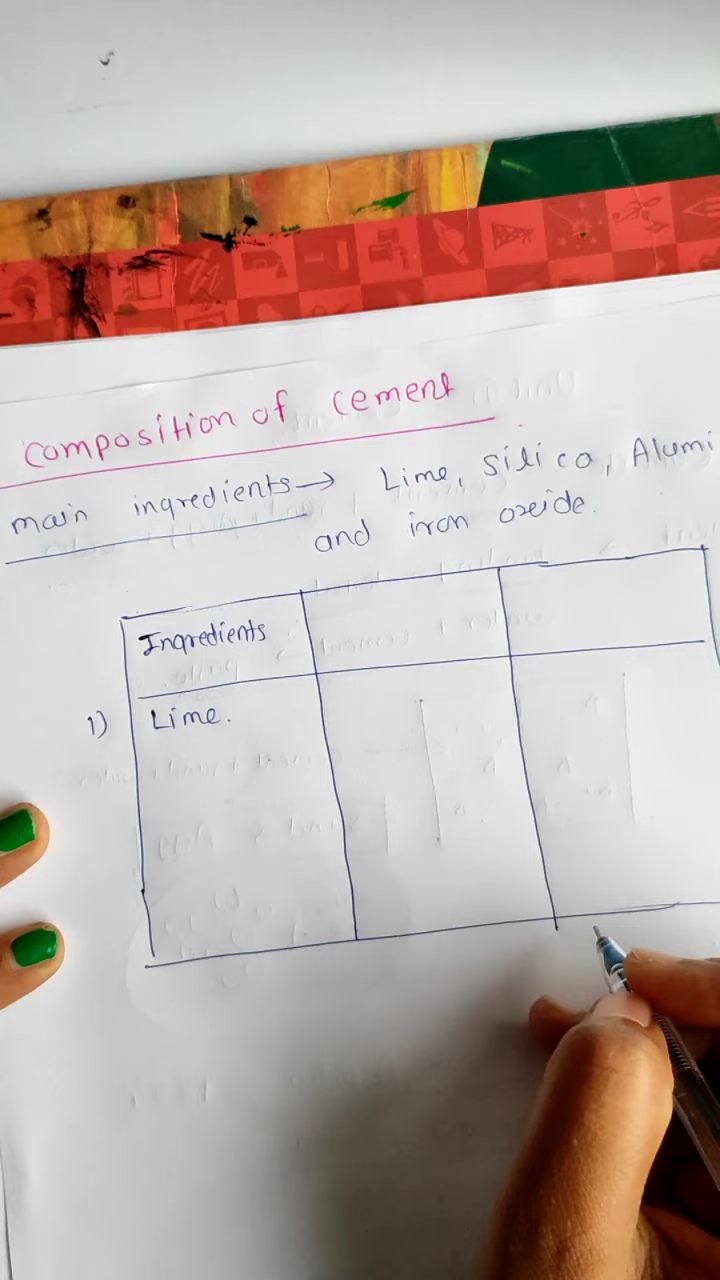 Composition of cement
main ingredients → Lime, silica, Alumi
and iron oxide.
Ingredients
1) Lime.